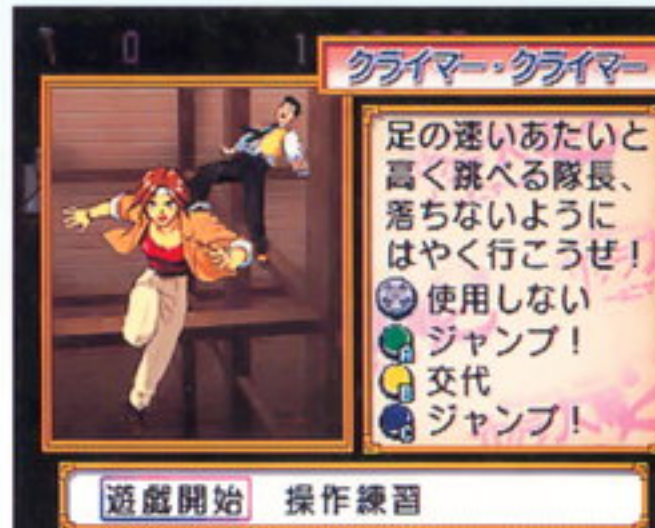 0
1
クライマー・クライマー
足の速いあたいと
高く跳べる隊長、
落ちないように
はやく行こうぜ！
使用しない
A ジャンプ！
B 交代
C ジャンプ！
遊戯開始 操作練習